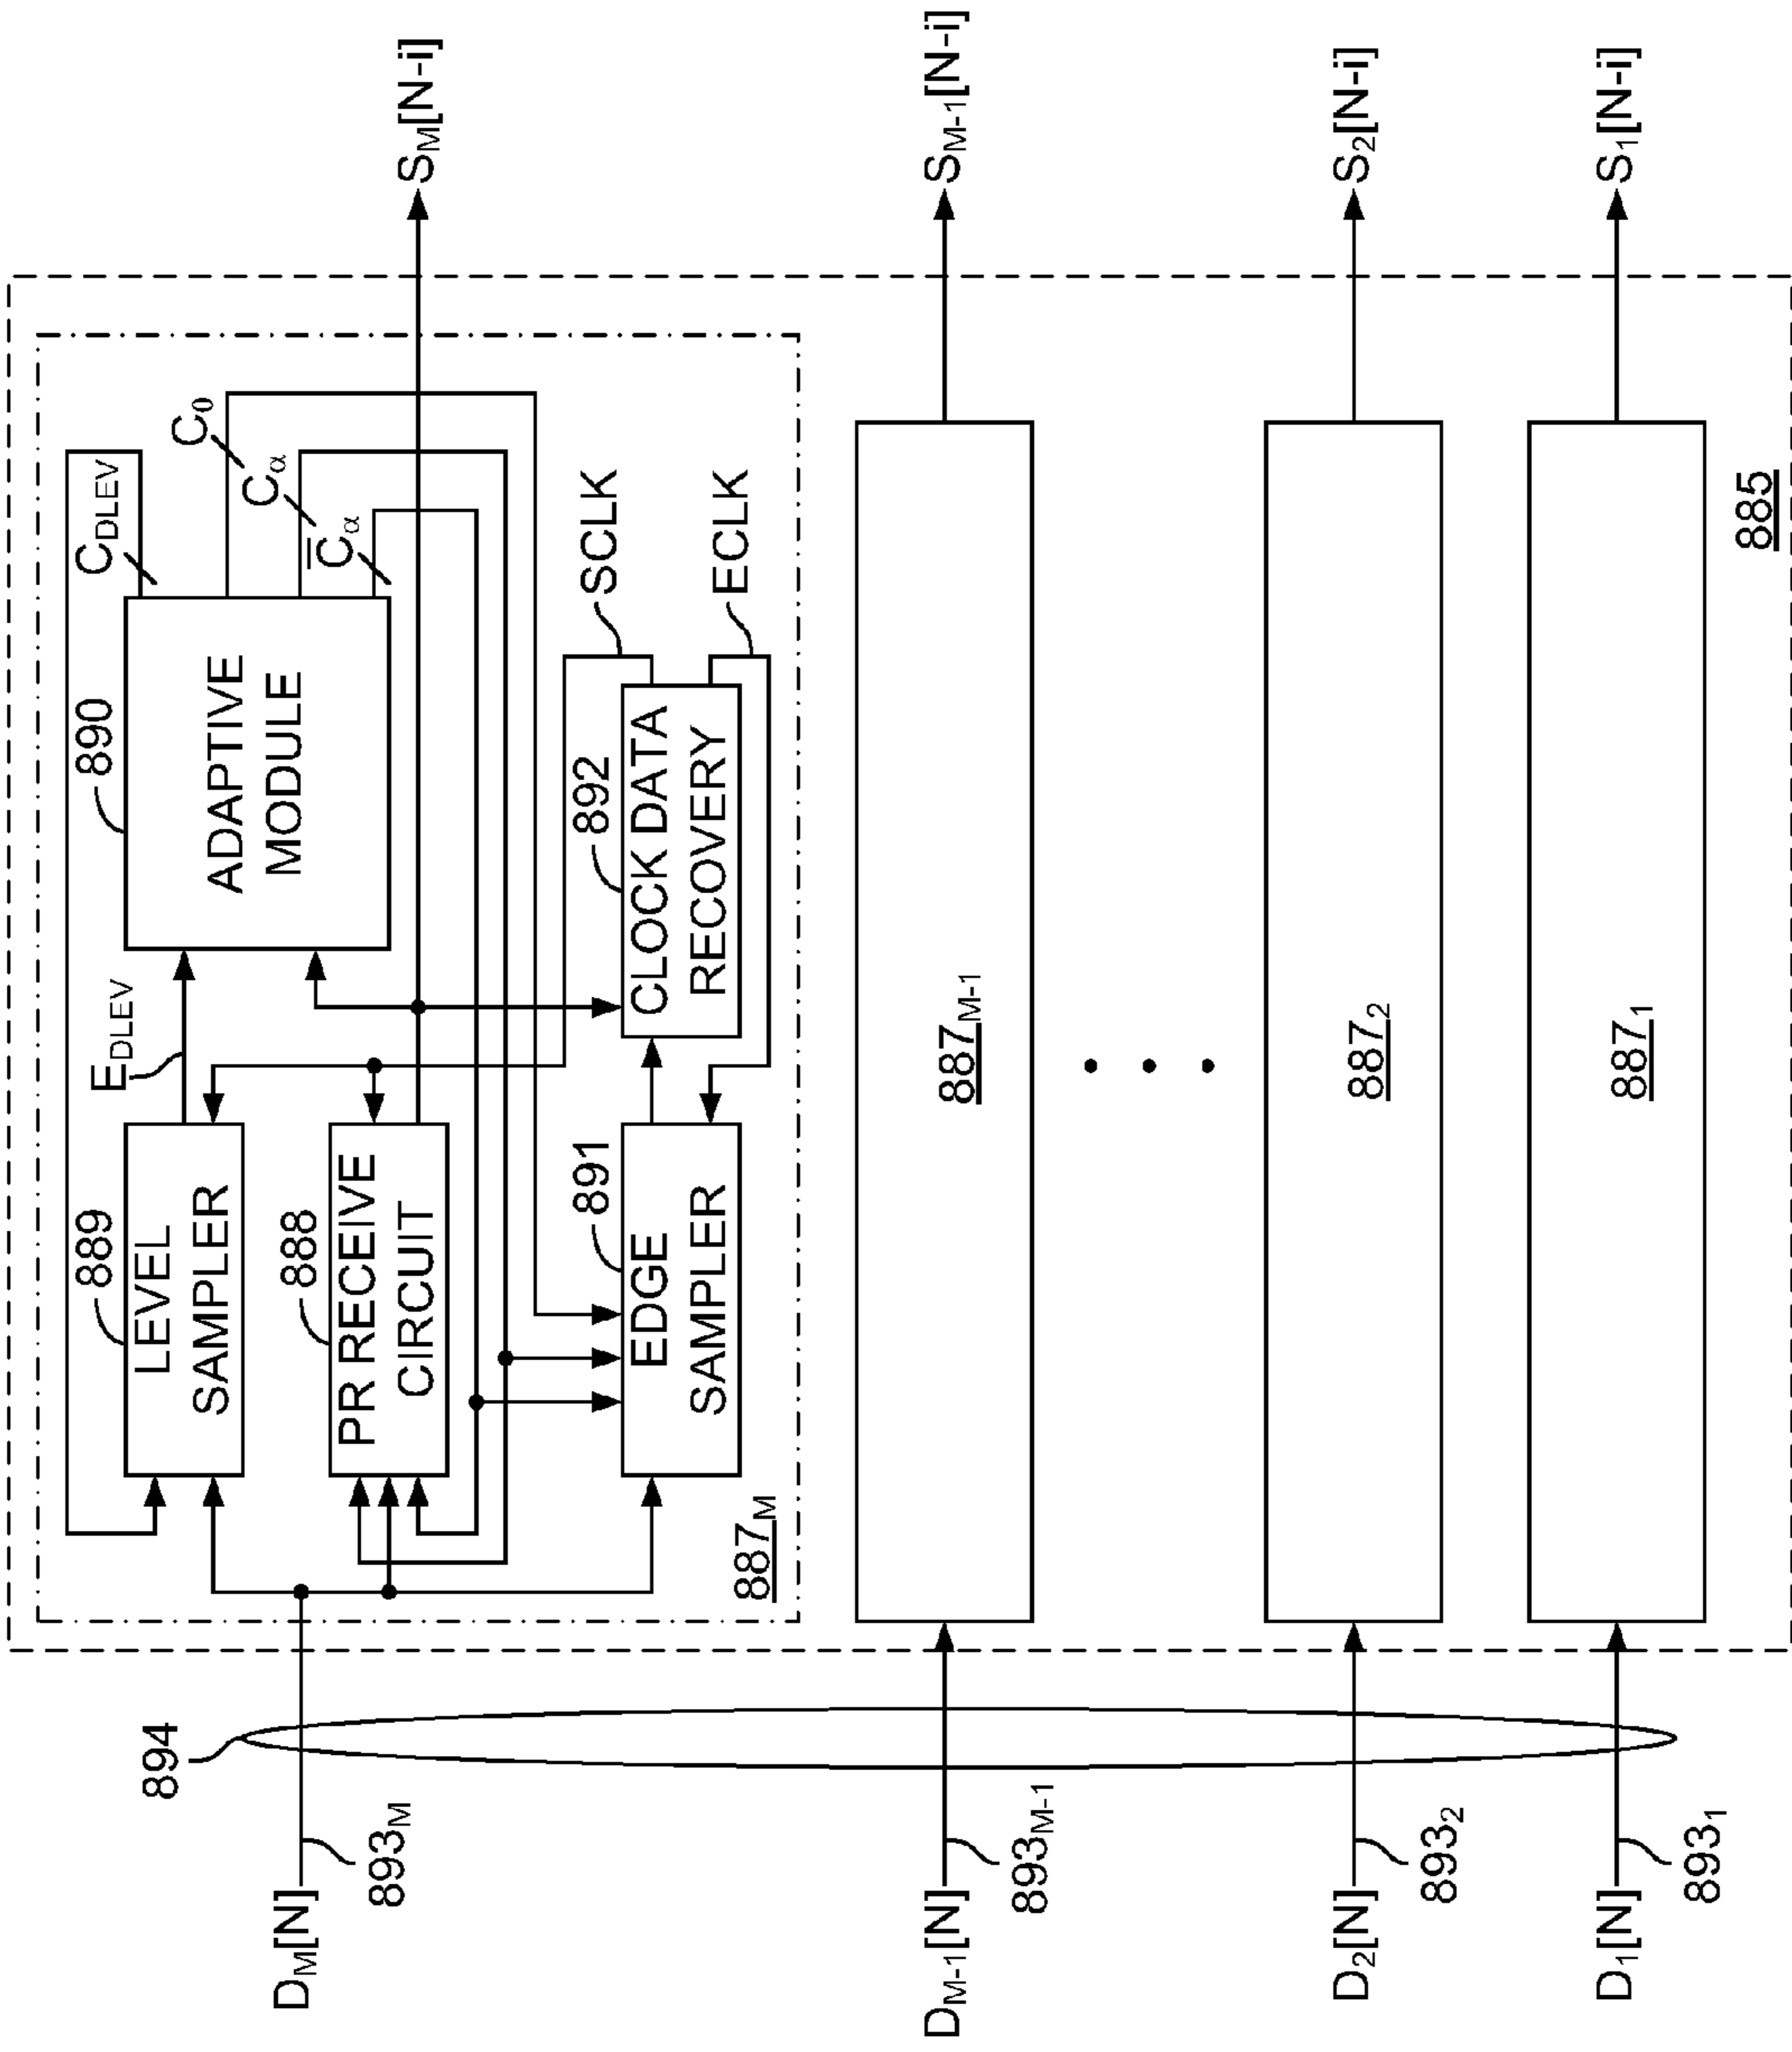 894
D_M[N]
893_M
S_M[N-i]
889
LEVEL
SAMPLER
E_DLEV
890
ADAPTIVE
MODULE
C_DLEV
C_0
C_α
C̅_α
888
PR RECEIVE
CIRCUIT
SCLK
891
EDGE
SAMPLER
892
CLOCK DATA
RECOVERY
ECLK
887_M
D_M-1[N]
893_M-1
887_M-1
S_M-1[N-i]
D_2[N]
893_2
887_2
S_2[N-i]
D_1[N]
893_1
887_1
S_1[N-i]
885